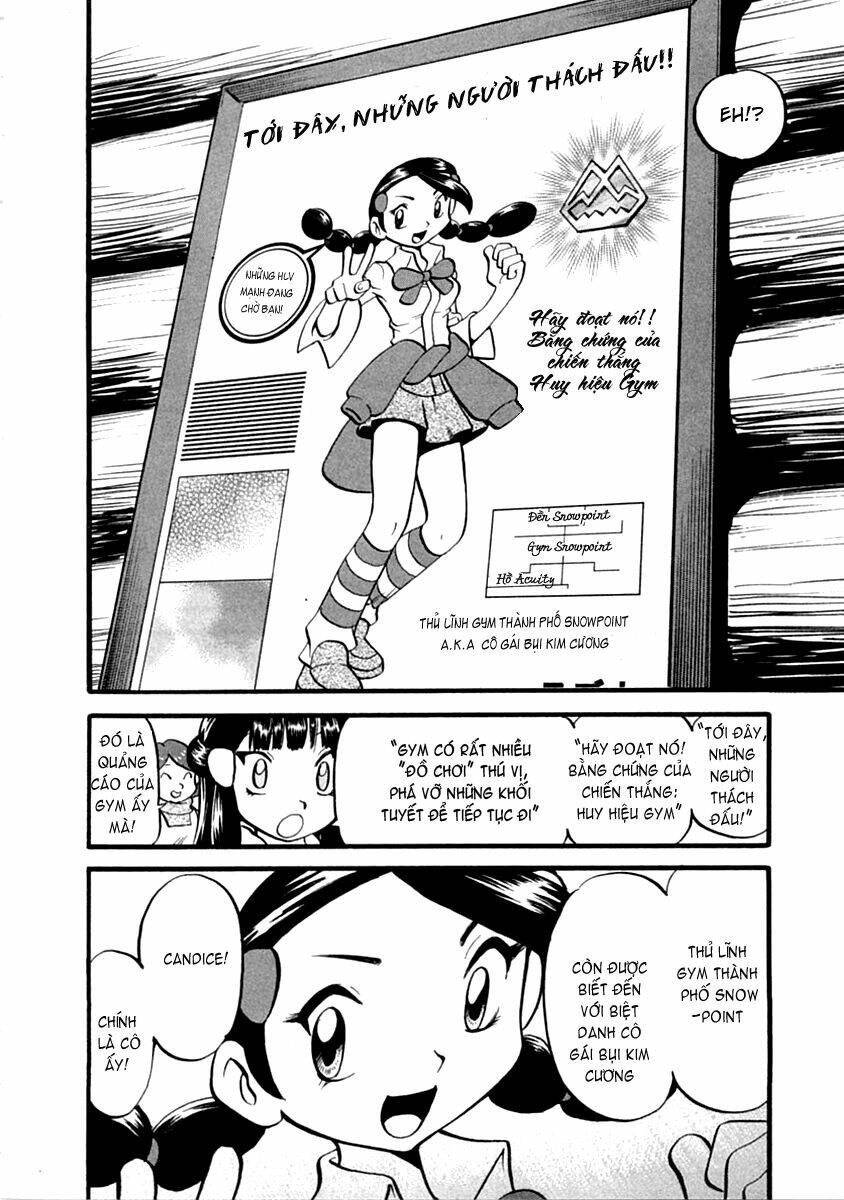 EH!?
TỚI ĐÂY, NHỮNG NGƯỜI THÁCH ĐẤU!!
NHỮNG HLV
MẠNH ĐANG
CHỜ BẠN!
Hãy đoạt nó!!
Bằng chứng của
chiến thắng
Huy hiệu Gym
Đền Snowpoint
Gym Snowpoint
Hồ Acuity
THỦ LĨNH GYM THÀNH PHỐ SNOWPOINT
A.K.A CÔ GÁI BỤI KIM CƯƠNG
"TỚI ĐÂY,
NHỮNG
NGƯỜI
THÁCH
ĐẤU!"
"HÃY ĐOẠT NÓ!
BẰNG CHỨNG CỦA
CHIẾN THẮNG:
HUY HIỆU GYM"
"GYM CÓ RẤT NHIỀU
"ĐỒ CHƠI" THÚ VỊ,
PHÁ VỠ NHỮNG KHỐI
TUYẾT ĐỂ TIẾP TỤC ĐI"
ĐÓ LÀ
QUẢNG
CÁO CỦA
GYM ẤY
MÀ!
THỦ LĨNH
GYM THÀNH
PHỐ SNOW
-POINT
CÒN ĐƯỢC
BIẾT ĐẾN
VỚI BIỆT
DANH CÔ
GÁI BỤI KIM
CƯƠNG
CANDICE!
CHÍNH
LÀ CÔ
ẤY!